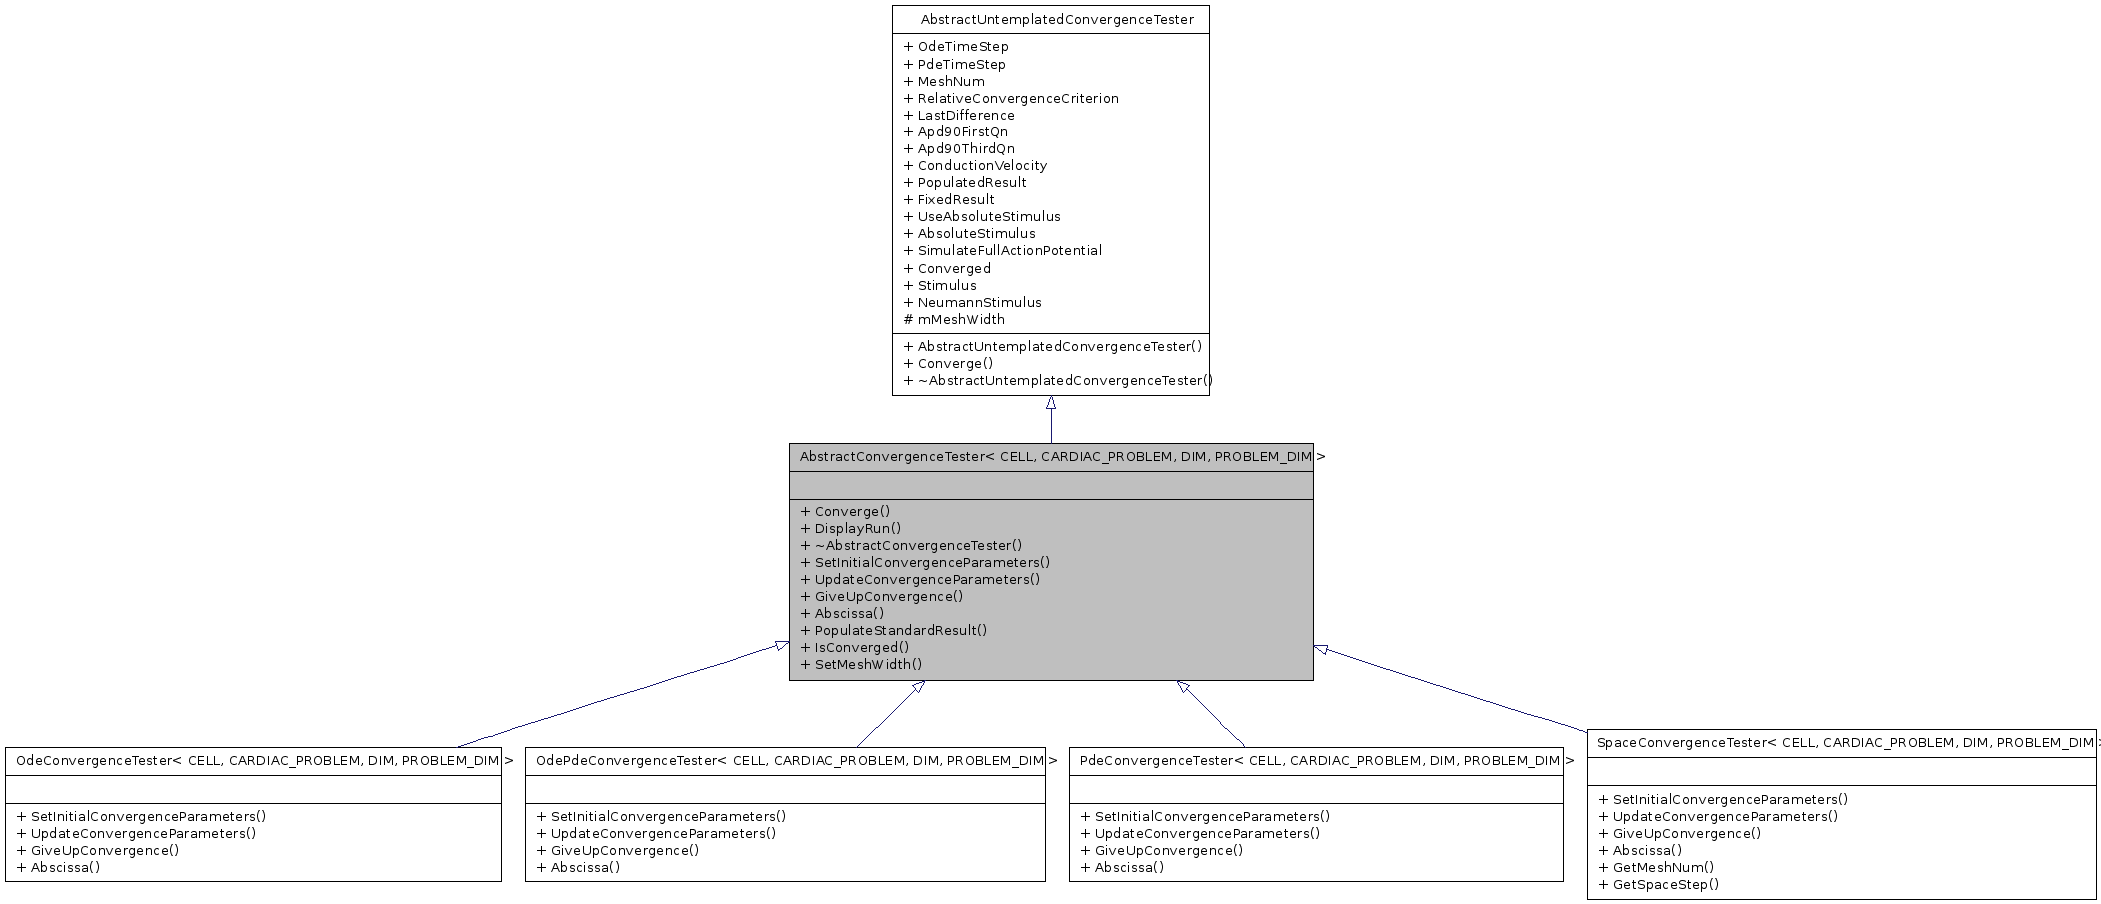 AbstractUntemplatedConvergenceTester
+ OdeTimeStep
+ PdeTimeStep
+ MeshNum
+ RelativeConvergenceCriterion
+ LastDifference
+ Apd90FirstQn
+ Apd90ThirdQn
+ ConductionVelocity
+ PopulatedResult
+ FixedResult
+ UseAbsoluteStimulus
+ AbsoluteStimulus
+ SimulateFullActionPotential
+ Converged
+ Stimulus
+ NeumannStimulus
# mMeshWidth
+ AbstractUntemplatedConvergenceTester()
+ Converge()
+ ~AbstractUntemplatedConvergenceTester()
AbstractConvergenceTester< CELL, CARDIAC_PROBLEM, DIM, PROBLEM_DIM >
+ Converge()
+ DisplayRun()
+ ~AbstractConvergenceTester()
+ SetInitialConvergenceParameters()
+ UpdateConvergenceParameters()
+ GiveUpConvergence()
+ Abscissa()
+ PopulateStandardResult()
+ IsConverged()
+ SetMeshWidth()
OdeConvergenceTester< CELL, CARDIAC_PROBLEM, DIM, PROBLEM_DIM >
+ SetInitialConvergenceParameters()
+ UpdateConvergenceParameters()
+ GiveUpConvergence()
+ Abscissa()
OdePdeConvergenceTester< CELL, CARDIAC_PROBLEM, DIM, PROBLEM_DIM >
+ SetInitialConvergenceParameters()
+ UpdateConvergenceParameters()
+ GiveUpConvergence()
+ Abscissa()
PdeConvergenceTester< CELL, CARDIAC_PROBLEM, DIM, PROBLEM_DIM >
+ SetInitialConvergenceParameters()
+ UpdateConvergenceParameters()
+ GiveUpConvergence()
+ Abscissa()
SpaceConvergenceTester< CELL, CARDIAC_PROBLEM, DIM, PROBLEM_DIM >
+ SetInitialConvergenceParameters()
+ UpdateConvergenceParameters()
+ GiveUpConvergence()
+ Abscissa()
+ GetMeshNum()
+ GetSpaceStep()